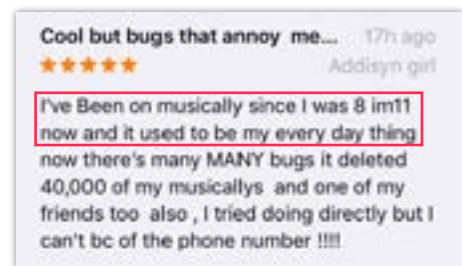 Cool but bugs that annoy me... 17h ago
Addisyn girl
I've Been on musically since I was 8 im11
now and it used to be my every day thing
now there's many MANY bugs it deleted
40,000 of my musicallys and one of my
friends too also , I tried doing directly but I
can't bc of the phone number !!!!